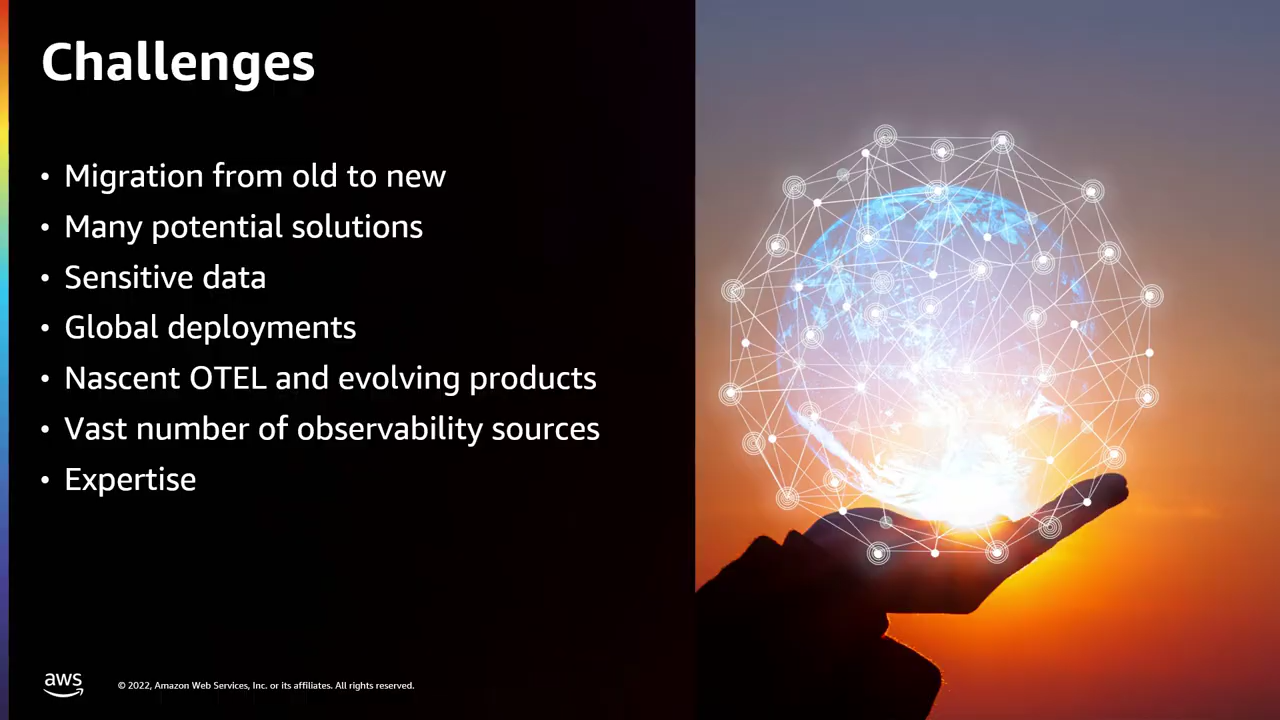 Challenges
• Migration from old to new
• Many potential solutions
• Sensitive data
• Global deployments
• Nascent OTEL and evolving products
• Vast number of observability sources
• Expertise
aws
© 2022, Amazon Web Services, Inc. or its affiliates. All rights reserved.